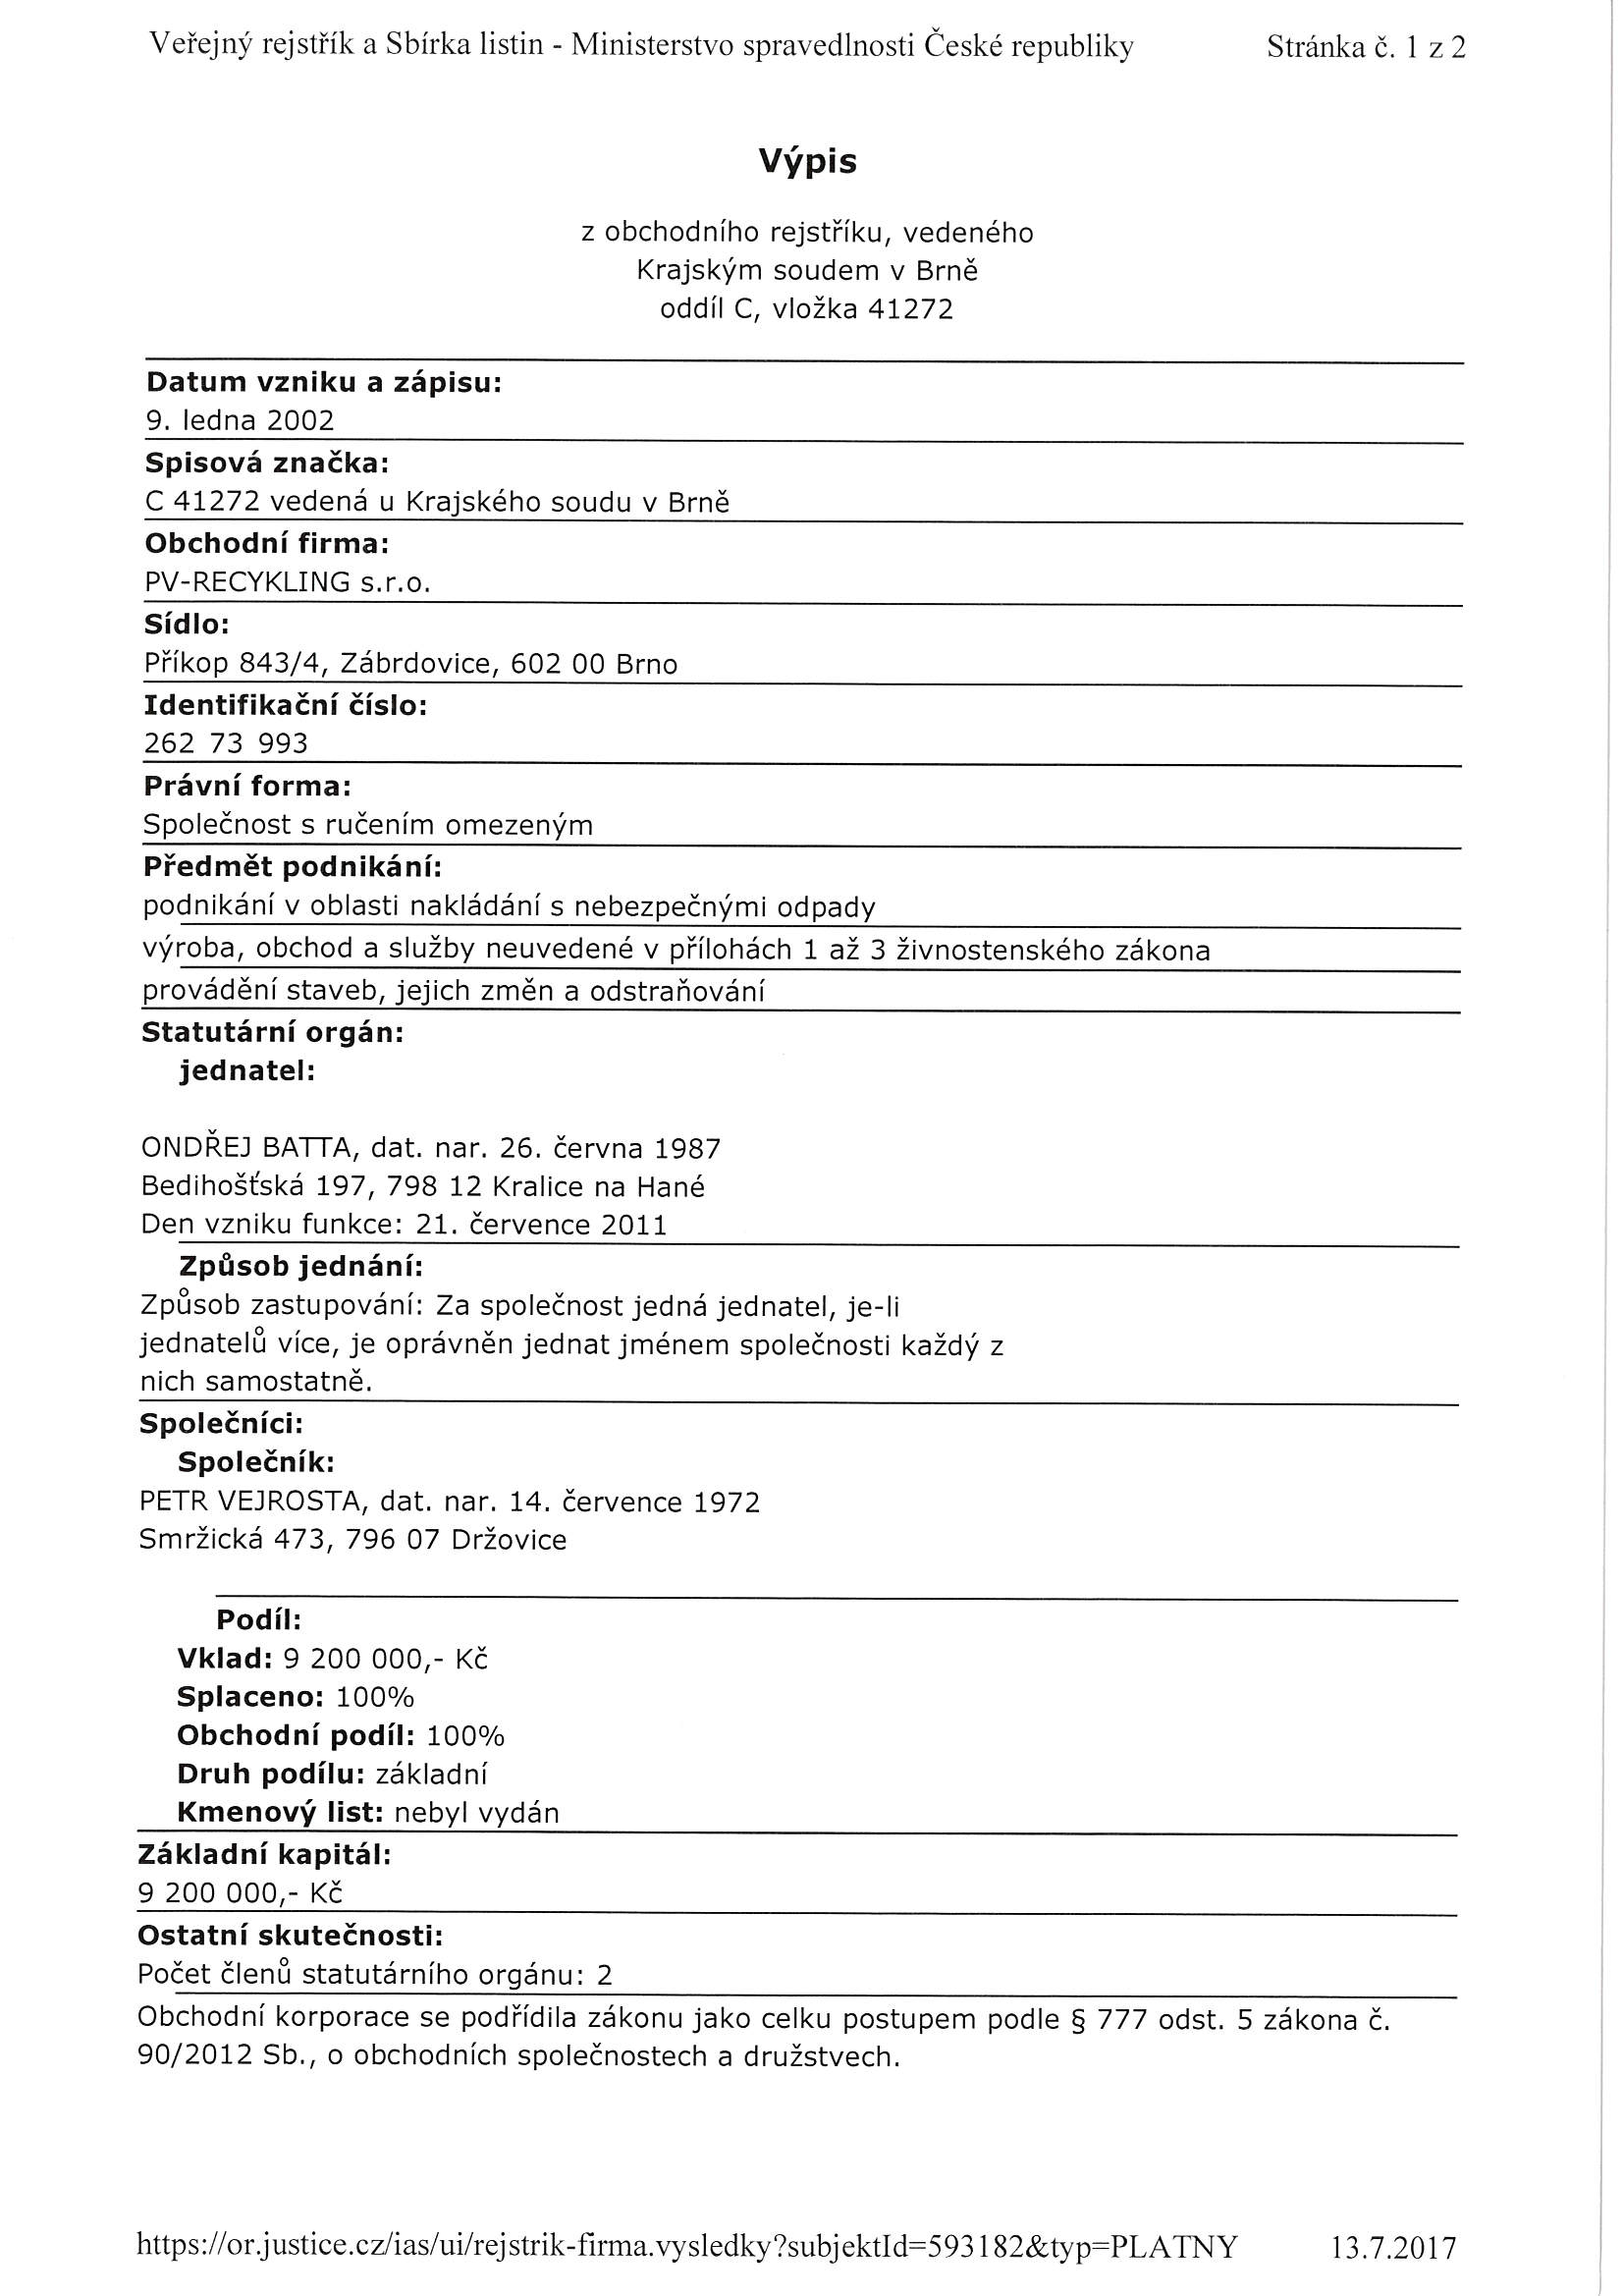 Veřejný rejstřík a Sbírka listin - Ministerstvo spravedlnosti České republiky Stránka č. 1 z 2
Výpis
z obchodního rejstříku, vedeného
Krajským soudem v Brně
oddíl C, vložka 41272
Datum vzniku a zápisu:
9. ledna 2002
Spisová značka:
C 41272 vedená u Krajského soudu v Brně
Obchodní firma:
PV-RECYKLING s.r.o.
Sídlo:
Příkop 843/4, Zábrdovice, 602 00 Brno
Identifikační číslo:
262 73 993
Právní forma:
Společnost s ručením omezeným
Předmět podnikání:
podnikání v oblasti nakládání s nebezpečnými odpady
výroba, obchod a služby neuvedené v přílohách 1 až 3 živnostenského zákona
provádění staveb, jejich změn a odstraňování
Statutární orgán:
jednatel:
ONDŘEJ BATTA, dat. nar. 26. června 1987
Bedihošťská 197, 798 12 Kralice na Hané
Den vzniku funkce: 21. července 2011
Způsob jednání:
Způsob zastupování: Za společnost jedná jednatel, je-li
jednatelů více, je oprávněn jednat jménem společnosti každý z
nich samostatně.
Společníci:
Společník:
PETR VEJROSTA, dat. nar. 14. července 1972
Smržická 473, 796 07 Držovice
Podíl:
Vklad: 9 200 000,- Kč
Splaceno: 100%
Obchodní podíl: 100%
Druh podílu: základní
Kmenový list: nebyl vydán
Základní kapitál:
9 200 000,- Kč
Ostatní skutečnosti:
Počet členů statutárního orgánu: 2
Obchodní korporace se podřídila zákonu jako celku postupem podle § 777 odst. 5 zákona č.
90/2012 Sb., o obchodních společnostech a družstvech.
https://or.justice.cz/ias/ui/rejstrik-firma.vysledky?subjektId=593182&typ=PLATNY 13.7.2017